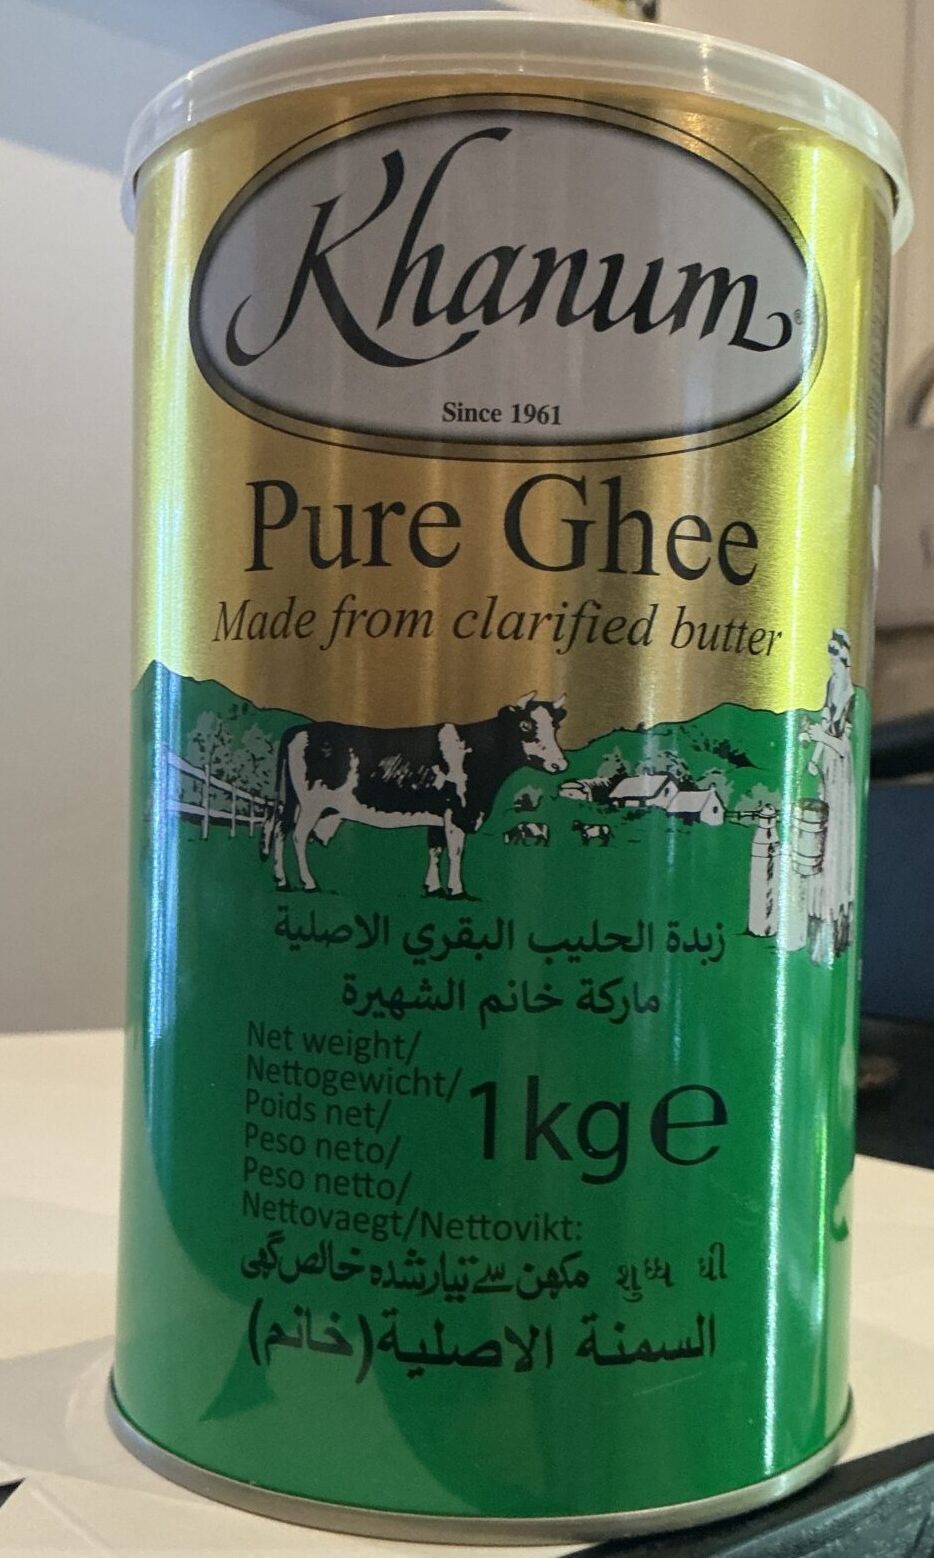 Khanum
Since 1961
Pure Ghee
Made from clarified butter
زبدة الحليب البقري الاصلية
ماركة خانم الشهيرة
Net weight/
Nettogewicht/
Poids net/
Peso neto/
Peso netto/
Nettovaegt/Nettovikt:
1kg ℮
مکھن سے تیار شدہ خالص گھی શુધ્ધ ઘી
السمنة الاصلية (خانم)